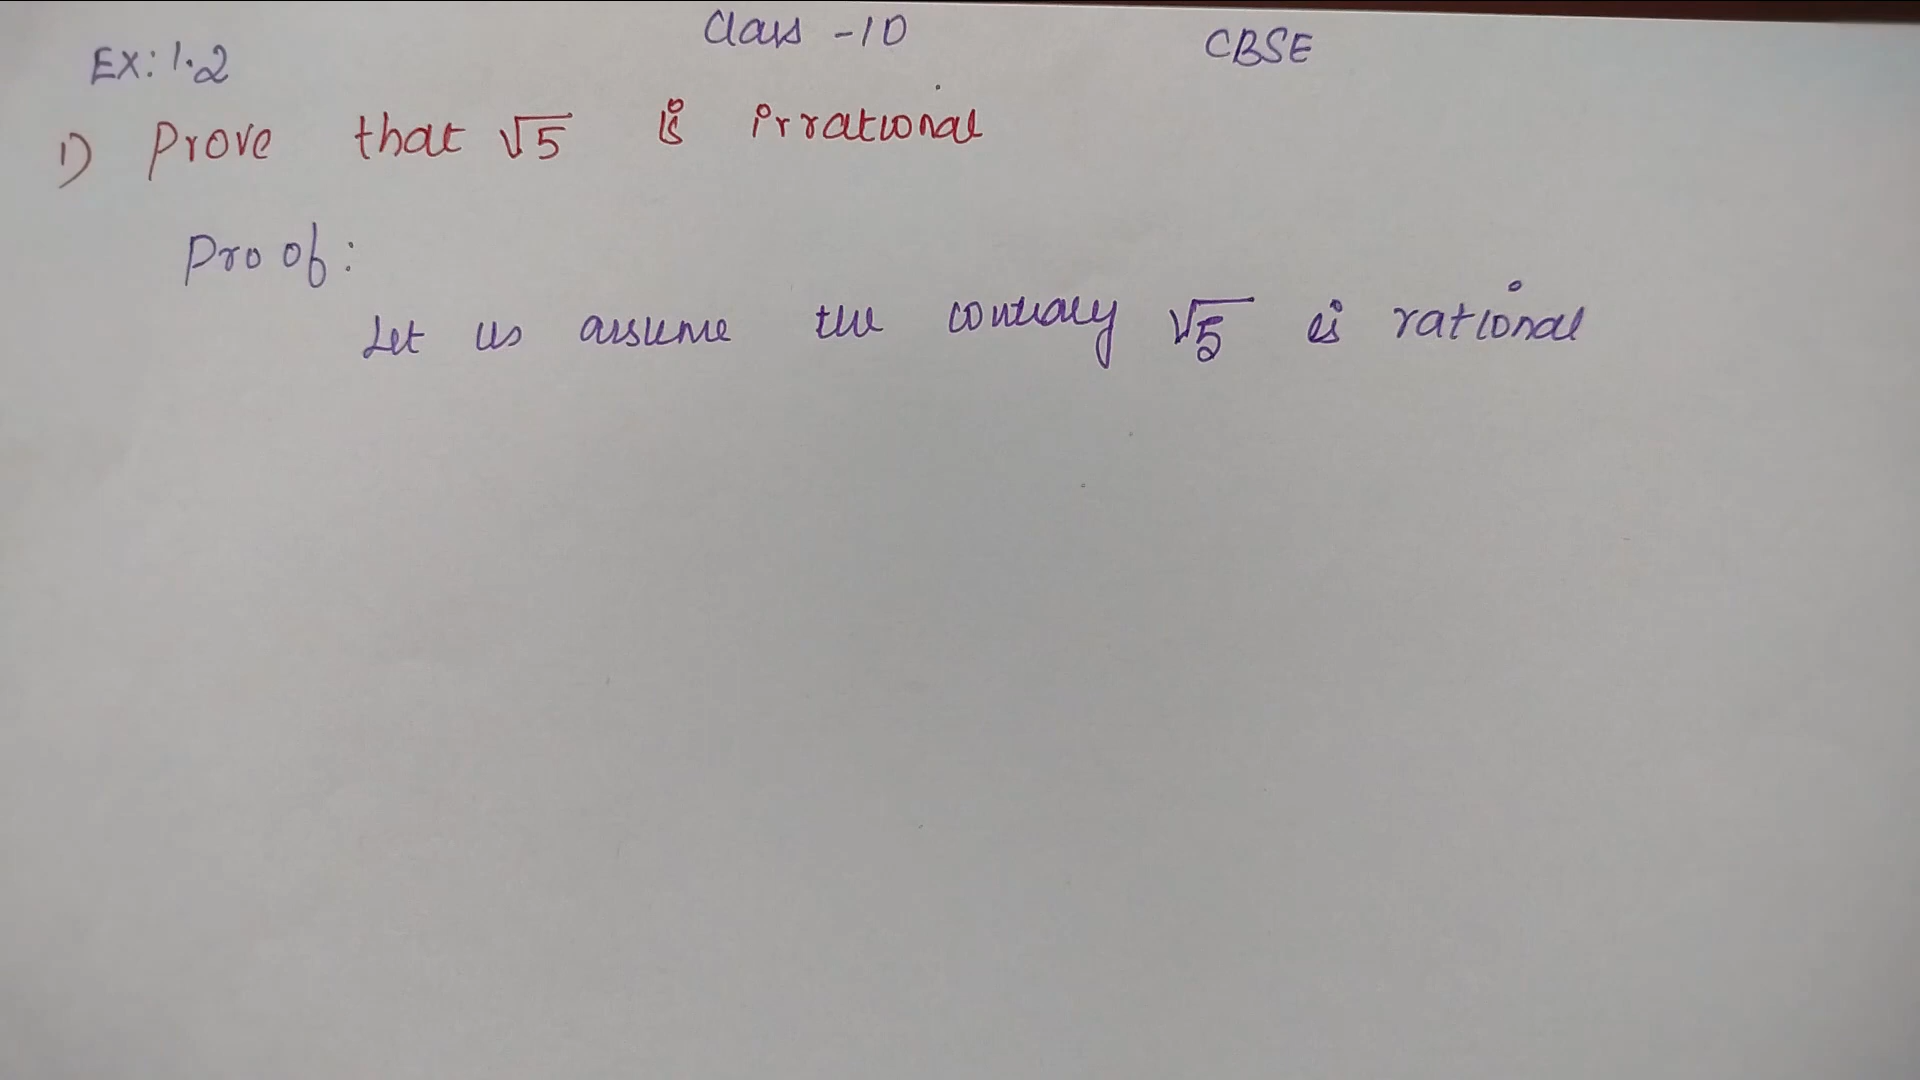 Class - 10 CBSE
Ex: 1.2
1) Prove that √5 is irrational
Proof:
Let us assume the contrary √5 is rational